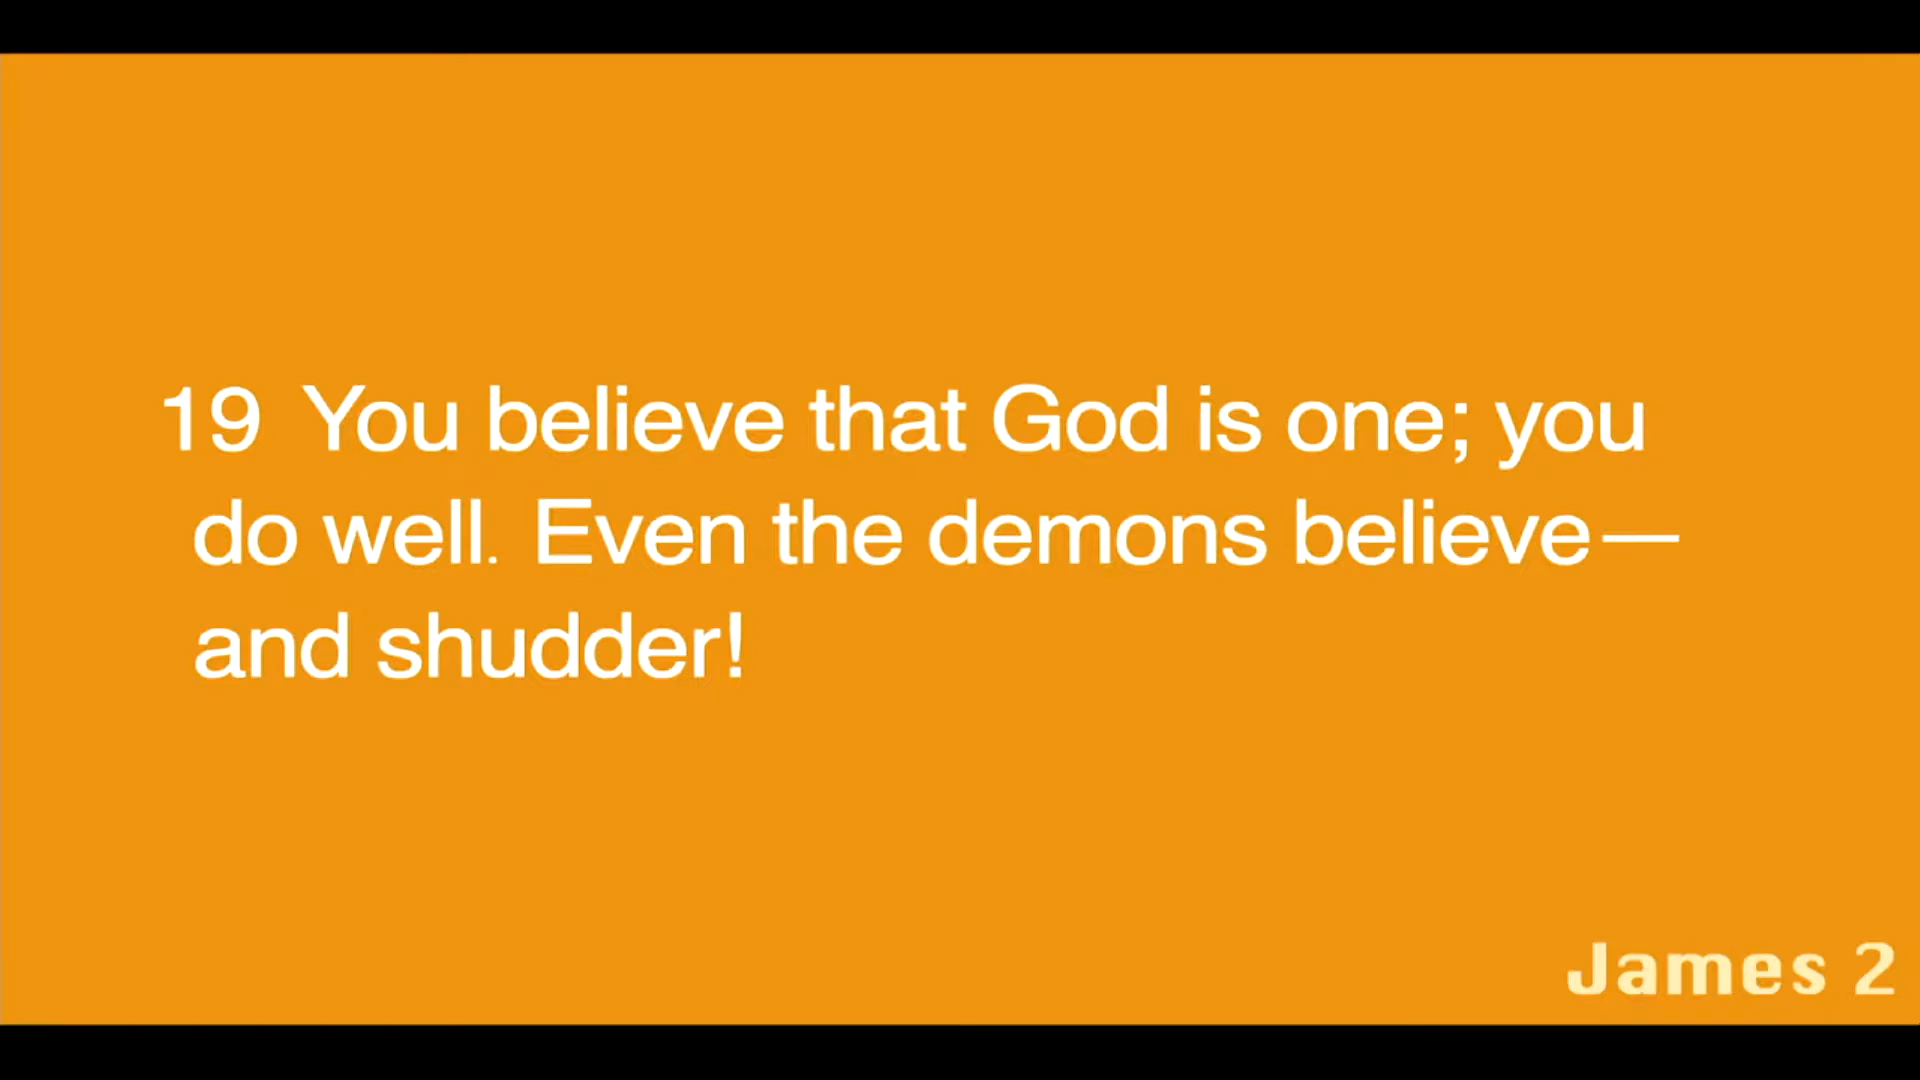 19 You believe that God is one; you
do well. Even the demons believe—
and shudder!
James 2